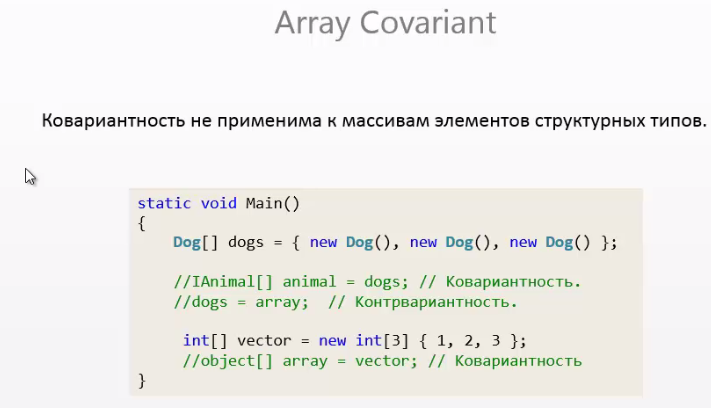 Array Covariant
Ковариантность не применима к массивам элементов структурных типов.
static void Main()
{
Dog[] dogs = { new Dog(), new Dog(), new Dog() };
//IAnimal[] animal = dogs; // Ковариантность.
//dogs = array;  // Контрвариантность.
int[] vector = new int[3] { 1, 2, 3 };
//object[] array = vector; // Ковариантность
}